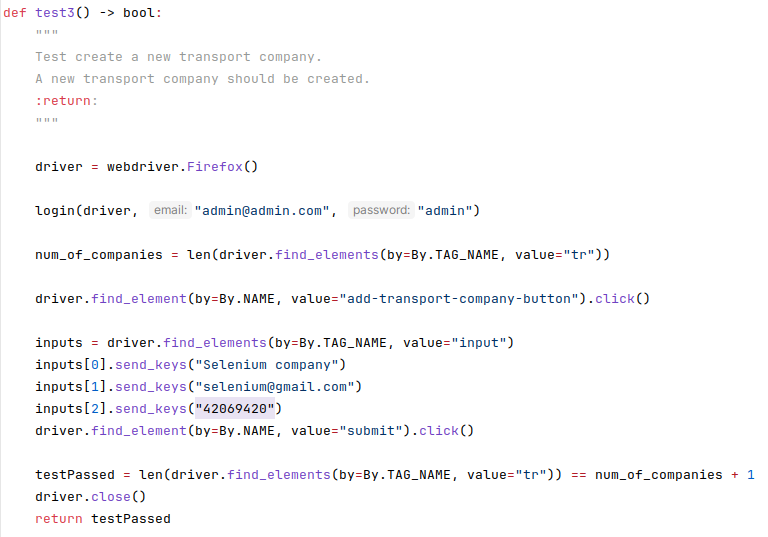 def test3() -> bool:
    """
    Test create a new transport company.
    A new transport company should be created.
    :return:
    """

    driver = webdriver.Firefox()

    login(driver, email: "admin@admin.com", password: "admin")

    num_of_companies = len(driver.find_elements(by=By.TAG_NAME, value="tr"))

    driver.find_element(by=By.NAME, value="add-transport-company-button").click()

    inputs = driver.find_elements(by=By.TAG_NAME, value="input")
    inputs[0].send_keys("Selenium company")
    inputs[1].send_keys("selenium@gmail.com")
    inputs[2].send_keys("42069420")
    driver.find_element(by=By.NAME, value="submit").click()

    testPassed = len(driver.find_elements(by=By.TAG_NAME, value="tr")) == num_of_companies + 1
    driver.close()
    return testPassed